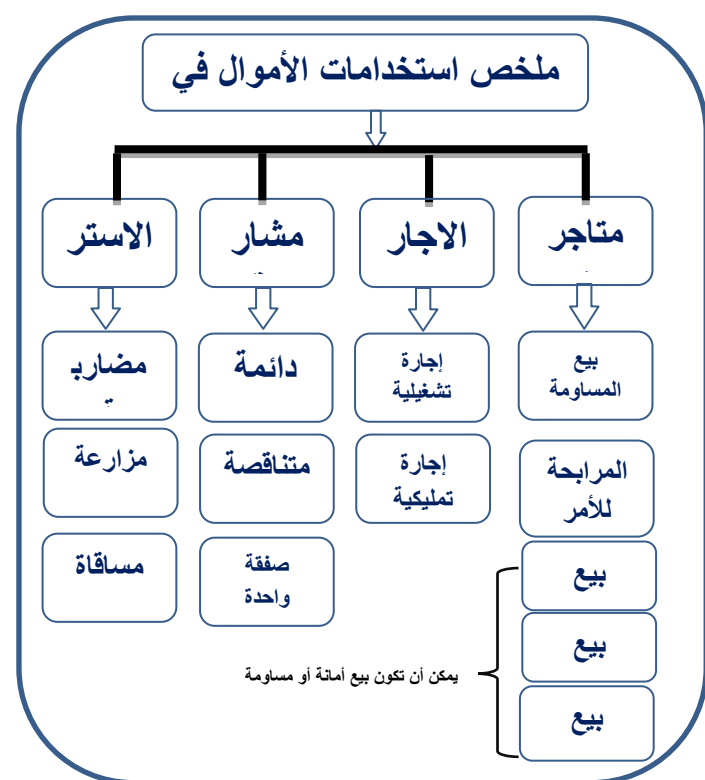 ملخص استخدامات الأموال في
متاجر
الاجار
مشار
الاستر
بيع
المساومة
إجارة
تشغيلية
دائمة
مضاربـ
المرابحة
للأمر
إجارة
تمليكية
متناقصة
مزارعة
بيع
صفقة
واحدة
مساقاة
بيع
بيع
يمكن أن تكون بيع أمانة أو مساومة